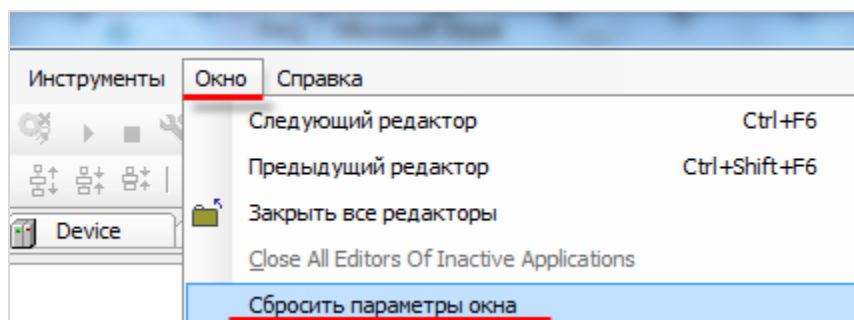 Инструменты Окно Справка
Следующий редактор Ctrl+F6
Предыдущий редактор Ctrl+Shift+F6
Закрыть все редакторы
Device
Close All Editors Of Inactive Applications
Сбросить параметры окна